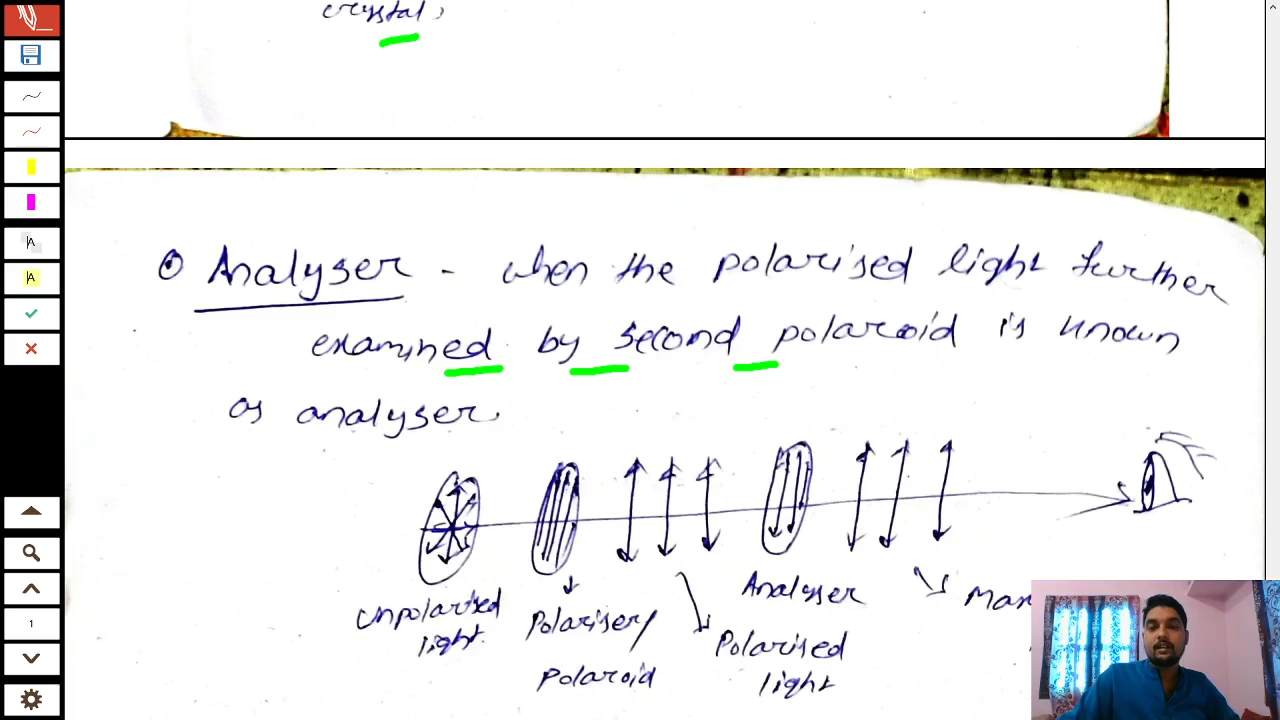 crystal,
Analyser - when the polarised light further
examined by second polaroid is known
as analyser.
Unpolarised
light.
Polariser/
polaroid
Polarised
light
Analyser
1